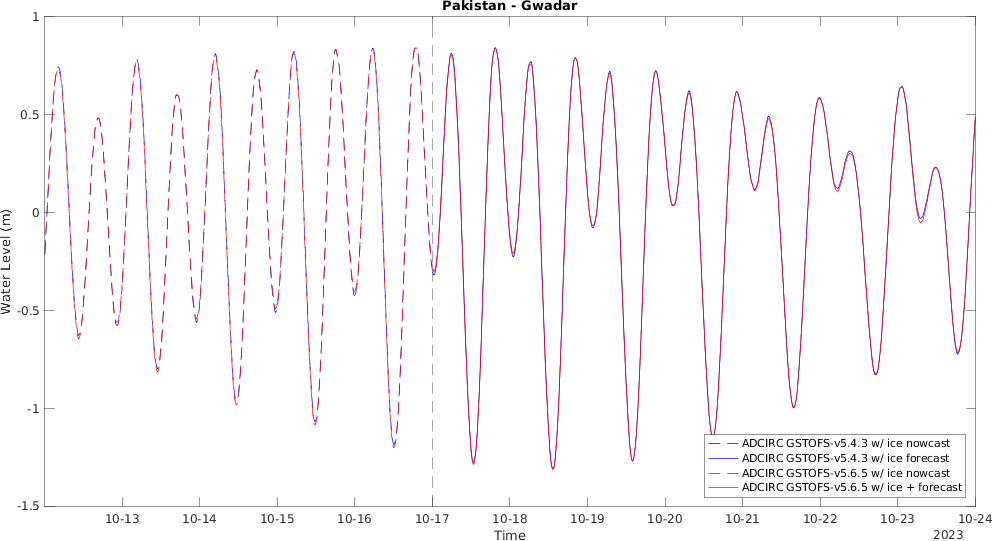 Pakistan - Gwadar
1
0.5
0
-0.5
-1
-1.5
Water Level (m)
10-13 10-14 10-15 10-16 10-17 10-18 10-19 10-20 10-21 10-22 10-23 10-24
Time
2023
ADCIRC GSTOFS-v5.4.3 w/ ice nowcast
ADCIRC GSTOFS-v5.4.3 w/ ice forecast
ADCIRC GSTOFS-v5.6.5 w/ ice nowcast
ADCIRC GSTOFS-v5.6.5 w/ ice + forecast